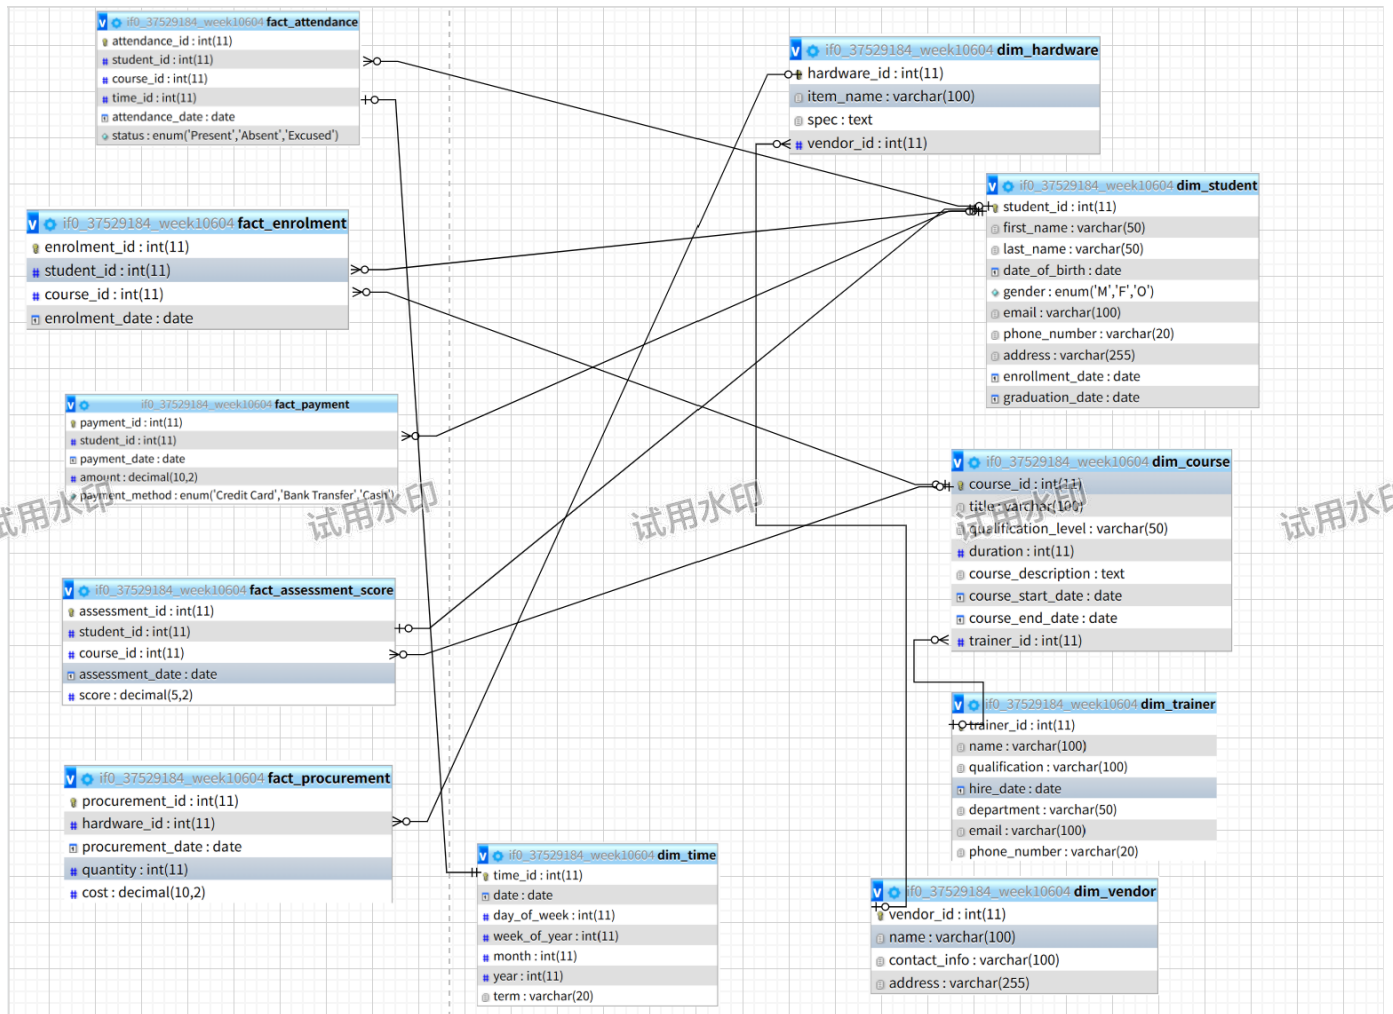 if0_37529184_week10604 fact_attendance
attendance_id : int(11)
student_id : int(11)
course_id : int(11)
time_id : int(11)
attendance_date : date
status : enum('Present','Absent','Excused')
if0_37529184_week10604 dim_hardware
hardware_id : int(11)
item_name : varchar(100)
spec : text
vendor_id : int(11)
if0_37529184_week10604 dim_student
student_id : int(11)
first_name : varchar(50)
last_name : varchar(50)
date_of_birth : date
gender : enum('M','F','O')
email : varchar(100)
phone_number : varchar(20)
address : varchar(255)
enrollment_date : date
graduation_date : date
if0_37529184_week10604 fact_enrolment
enrolment_id : int(11)
student_id : int(11)
course_id : int(11)
enrolment_date : date
if0_37529184_week10604 fact_payment
payment_id : int(11)
student_id : int(11)
payment_date : date
amount : decimal(10,2)
payment_method : enum('Credit Card','Bank Transfer','Cash')
if0_37529184_week10604 dim_course
course_id : int(11)
title : varchar(100)
qualification_level : varchar(50)
duration : int(11)
course_description : text
course_start_date : date
course_end_date : date
trainer_id : int(11)
试用水印 试用水印 试用水印 试用水印 试用水印
if0_37529184_week10604 fact_assessment_score
assessment_id : int(11)
student_id : int(11)
course_id : int(11)
assessment_date : date
score : decimal(5,2)
if0_37529184_week10604 dim_trainer
trainer_id : int(11)
name : varchar(100)
qualification : varchar(100)
hire_date : date
department : varchar(50)
email : varchar(100)
phone_number : varchar(20)
if0_37529184_week10604 fact_procurement
procurement_id : int(11)
hardware_id : int(11)
procurement_date : date
quantity : int(11)
cost : decimal(10,2)
if0_37529184_week10604 dim_time
time_id : int(11)
date : date
day_of_week : int(11)
week_of_year : int(11)
month : int(11)
year : int(11)
term : varchar(20)
if0_37529184_week10604 dim_vendor
vendor_id : int(11)
name : varchar(100)
contact_info : varchar(100)
address : varchar(255)